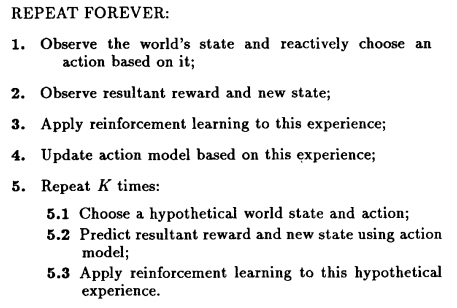 REPEAT FOREVER:
1. Observe the world's state and reactively choose an
action based on it;
2. Observe resultant reward and new state;
3. Apply reinforcement learning to this experience;
4. Update action model based on this experience;
5. Repeat K times:
5.1 Choose a hypothetical world state and action;
5.2 Predict resultant reward and new state using action
model;
5.3 Apply reinforcement learning to this hypothetical
experience.